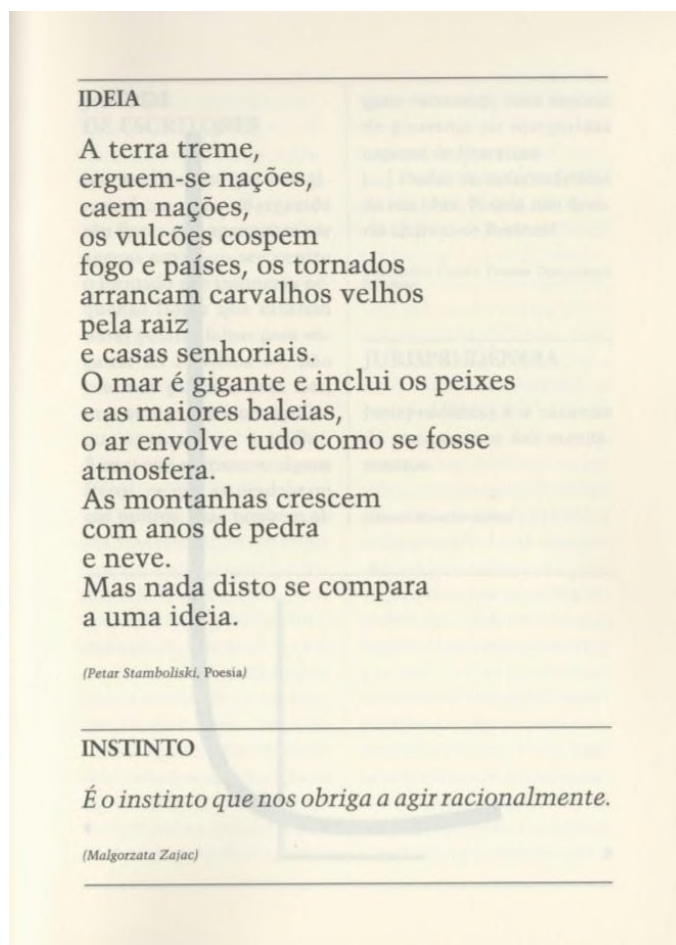 IDEIA
A terra treme,
erguem-se nações,
caem nações,
os vulcões cospem
fogo e países, os tornados
arrancam carvalhos velhos
pela raiz
e casas senhoriais.
O mar é gigante e inclui os peixes
e as maiores baleias,
o ar envolve tudo como se fosse
atmosfera.
As montanhas crescem
com anos de pedra
e neve.
Mas nada disto se compara
a uma ideia.
(Petar Stamboliski, Poesia)
INSTINTO
É o instinto que nos obriga a agir racionalmente.
(Malgorzata Zajac)